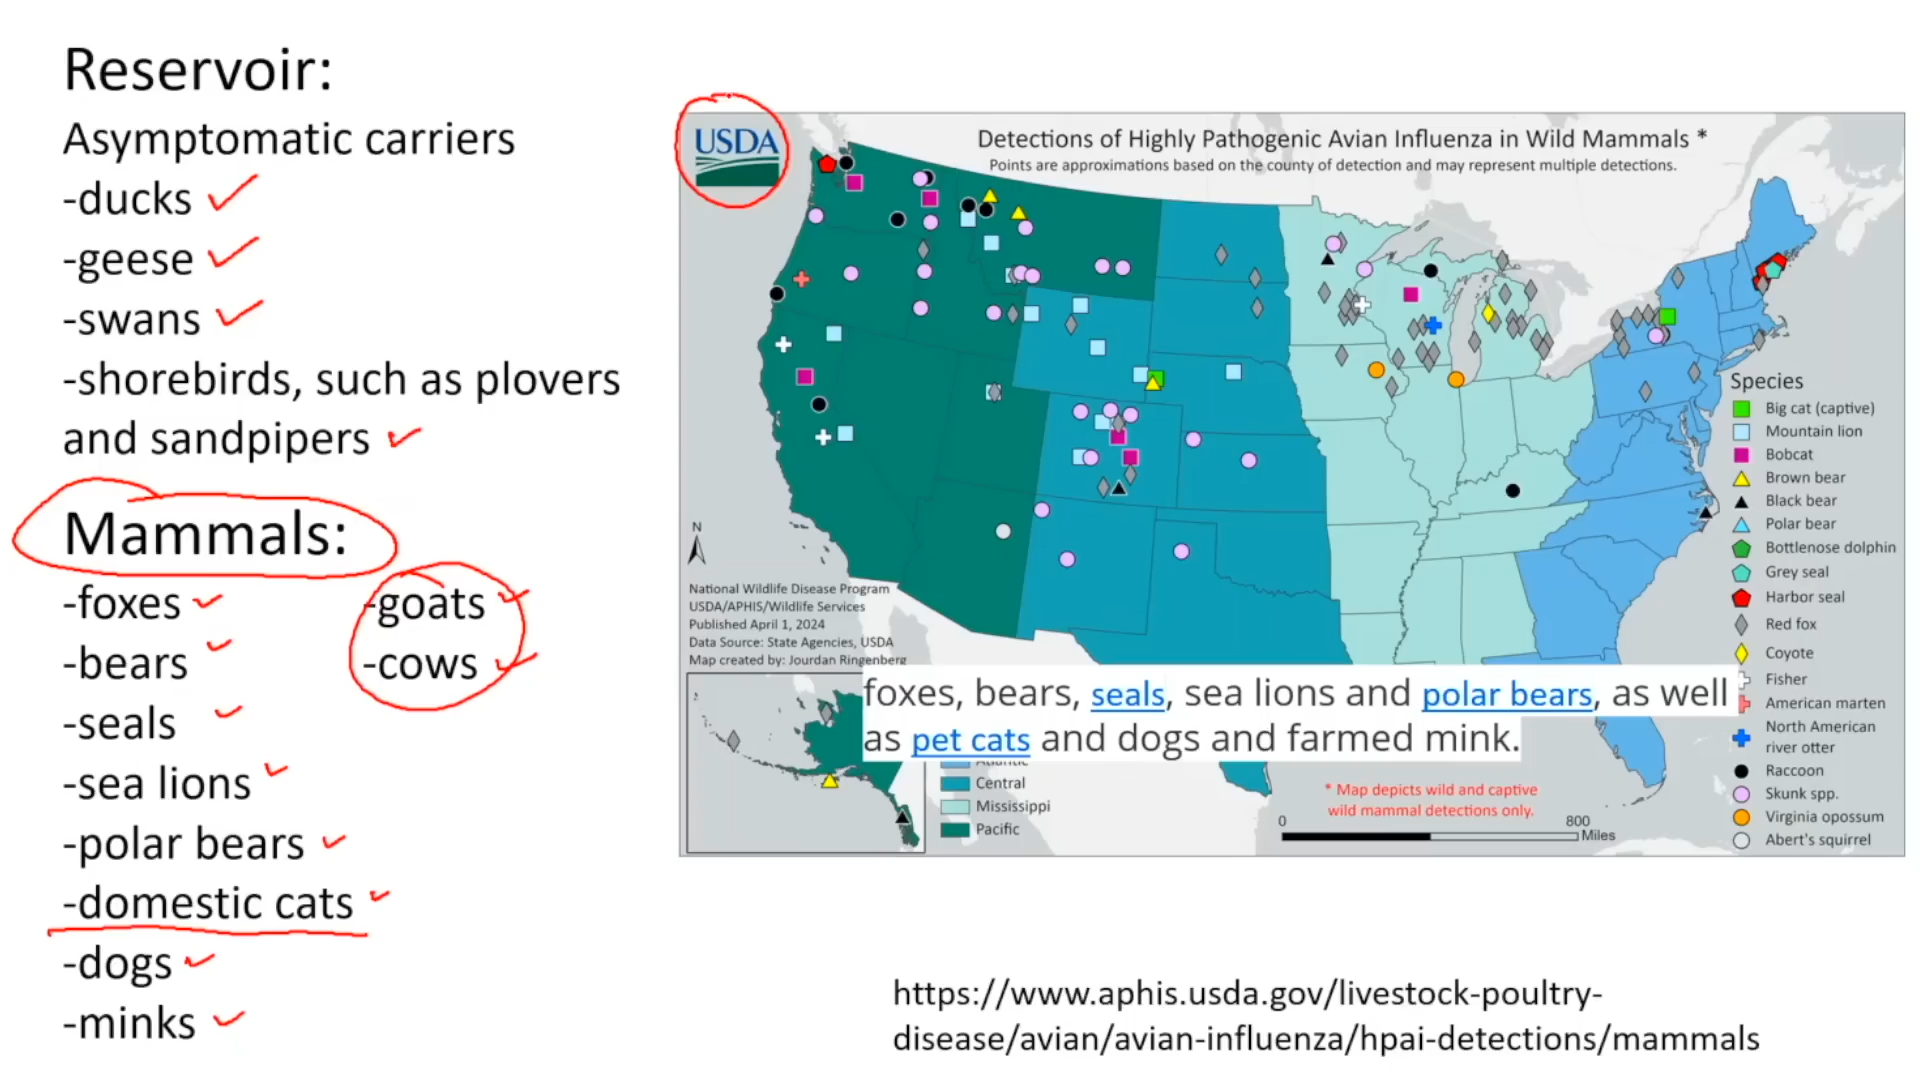 Reservoir:
Asymptomatic carriers
-ducks
-geese
-swans
-shorebirds, such as plovers
and sandpipers
Mammals:
-foxes
-bears
-seals
-sea lions
-polar bears
-domestic cats
-dogs
-minks
-goats
-cows
USDA
Detections of Highly Pathogenic Avian Influenza in Wild Mammals *
Points are approximations based on the county of detection and may represent multiple detections.
N
National Wildlife Disease Program
USDA/APHIS/Wildlife Services
Published April 1, 2024
Data Source: State Agencies, USDA
Map created by: Jourdan Ringenberg
foxes, bears, seals, sea lions and polar bears, as well
as pet cats and dogs and farmed mink.
Atlantic
Central
Mississippi
Pacific
* Map depicts wild and captive
wild mammal detections only.
0 800
Miles
Species
Big cat (captive)
Mountain lion
Bobcat
Brown bear
Black bear
Polar bear
Bottlenose dolphin
Grey seal
Harbor seal
Red fox
Coyote
Fisher
American marten
North American
river otter
Raccoon
Skunk spp.
Virginia opossum
Abert's squirrel
https://www.aphis.usda.gov/livestock-poultry-
disease/avian/avian-influenza/hpai-detections/mammals